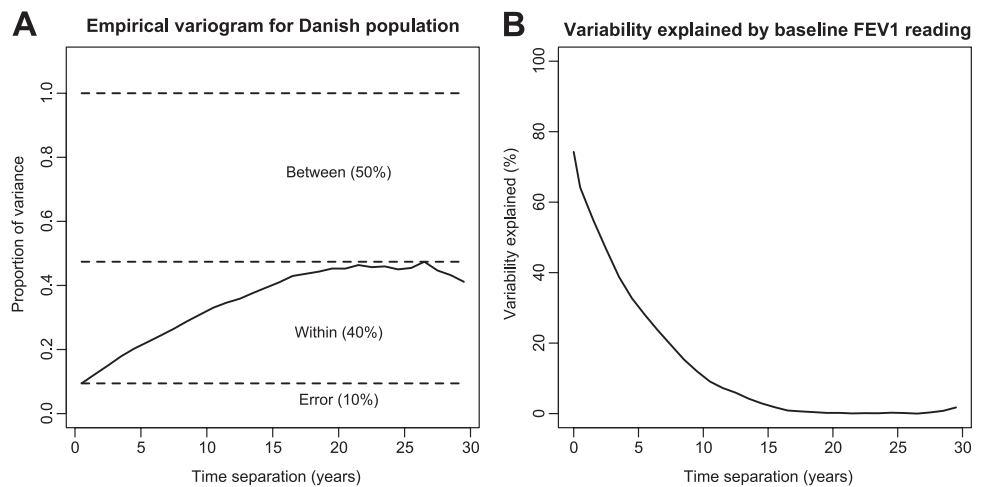 A
Empirical variogram for Danish population
Proportion of variance
1.0
0.8
0.6
0.4
0.2
0.0
Between (50%)
Within (40%)
Error (10%)
0 5 10 15 20 25 30
Time separation (years)
B
Variability explained by baseline FEV1 reading
Variability explained (%)
100
80
60
40
20
0
0 5 10 15 20 25 30
Time separation (years)